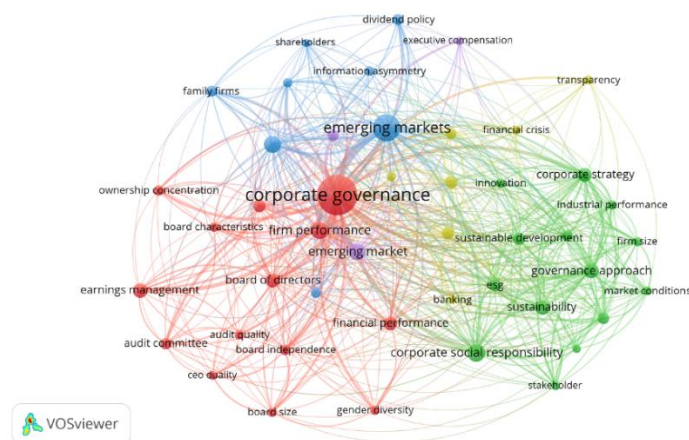 dividend policy
shareholders
executive compensation
information asymmetry
transparency
family firms
emerging markets
financial crisis
corporate strategy
innovation
ownership concentration
corporate governance
industrial performance
board characteristics
firm performance
sustainable development
firm size
emerging market
governance approach
board of directors
esg
market conditions
earnings management
banking
sustainability
financial performance
audit quality
audit committee
board independence
corporate social responsibility
ceo quality
stakeholder
board size
gender diversity
VOSviewer